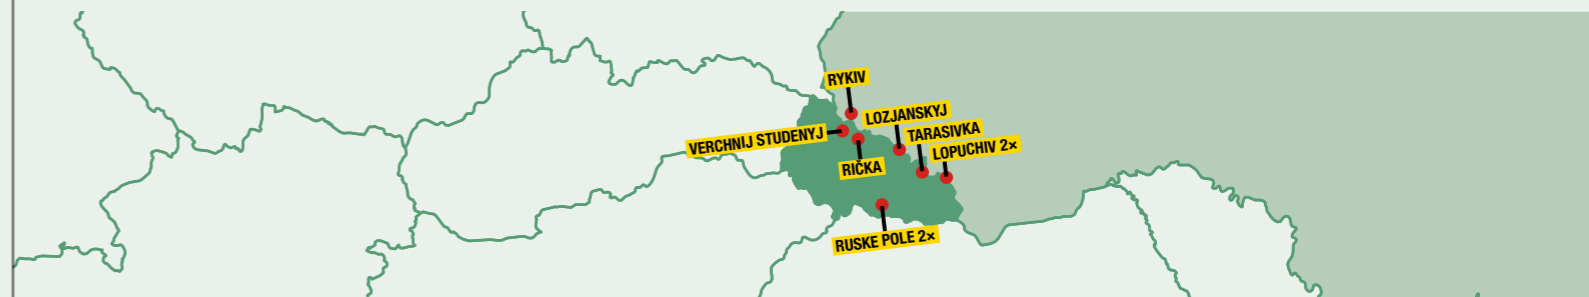 RYKIV
LOZJANSKYJ
VERCHNIJ STUDENYJ
TARASIVKA
LOPUCHIV 2×
RIČKA
RUSKE POLE 2×